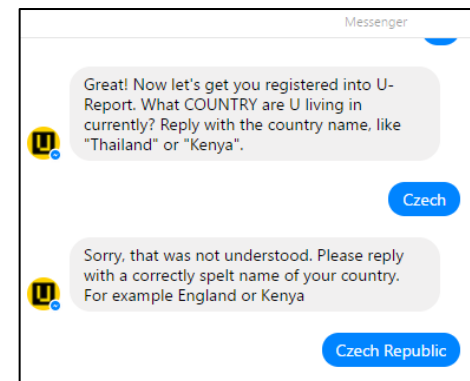 Messenger
Great! Now let's get you registered into U-
Report. What COUNTRY are U living in
currently? Reply with the country name, like
"Thailand" or "Kenya".
Czech
Sorry, that was not understood. Please reply
with a correctly spelt name of your country.
For example England or Kenya
Czech Republic